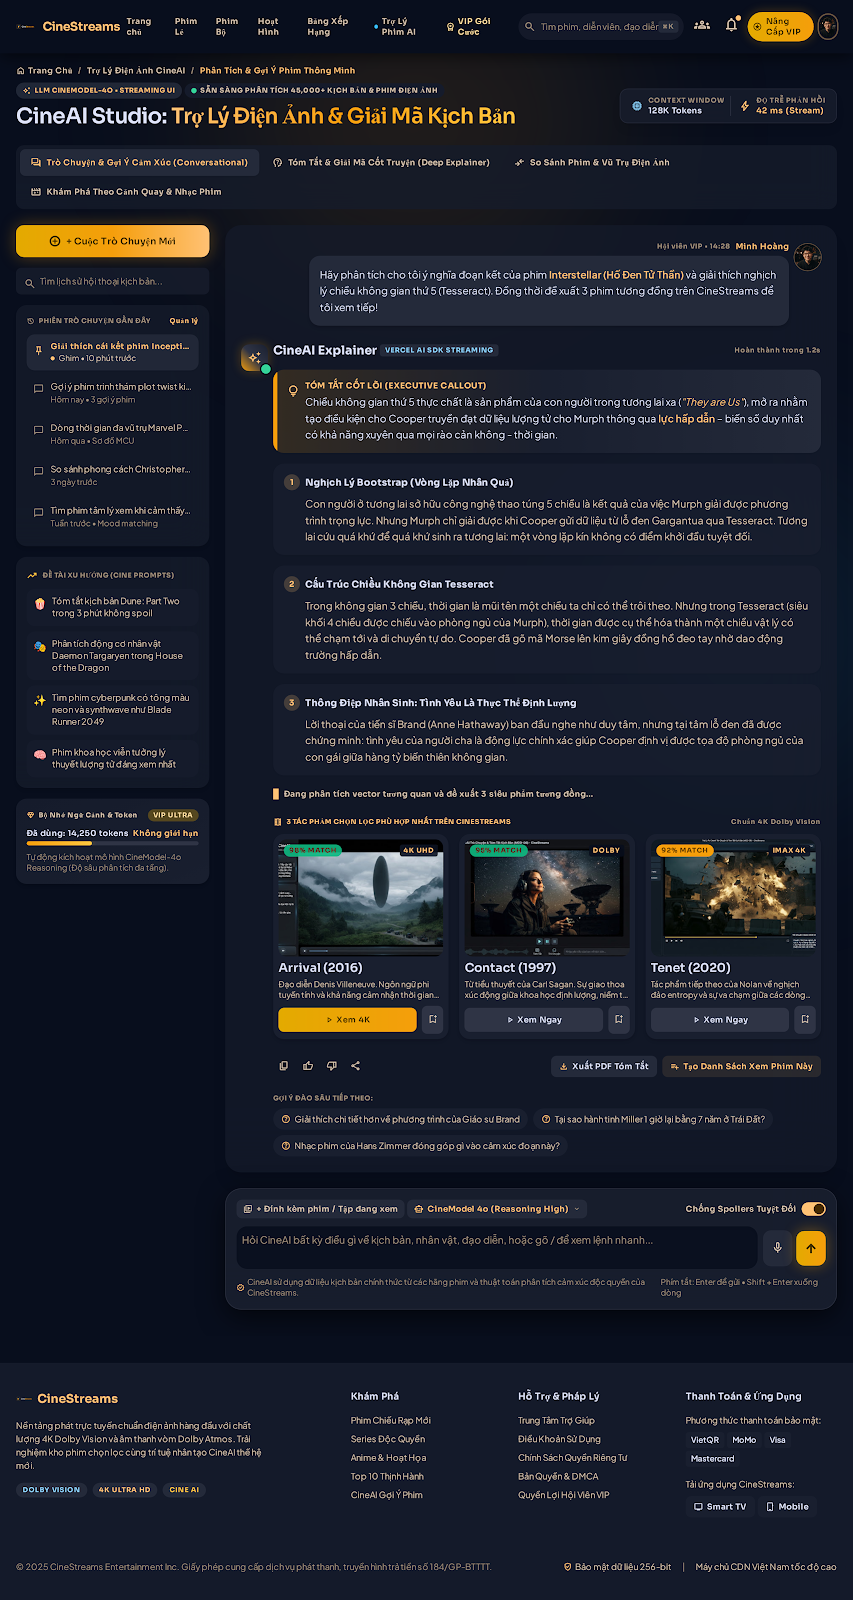 CineStreams
Trang chủ
Phim Lẻ
Phim Bộ
Hoạt Hình
Bảng Xếp Hạng
Trợ Lý Phim AI
VIP Gói Cước
Tìm phim, diễn viên, đạo diễn
⌘K
Nâng Cấp VIP
Trang Chủ / Trợ Lý Điện Ảnh CineAI / Phân Tích & Gợi Ý Phim Thông Minh
LLM CINEMODEL-4O • STREAMING UI
SẴN SÀNG PHÂN TÍCH 45,000+ KỊCH BẢN & PHIM ĐIỆN ẢNH
CineAI Studio: Trợ Lý Điện Ảnh & Giải Mã Kịch Bản
CONTEXT WINDOW
128K Tokens
ĐỘ TRỄ PHẢN HỒI
42 ms (Stream)
Trò Chuyện & Gợi Ý Cảm Xúc (Conversational)
Tóm Tắt & Giải Mã Cốt Truyện (Deep Explainer)
So Sánh Phim & Vũ Trụ Điện Ảnh
Khám Phá Theo Cảnh Quay & Nhạc Phim
+ Cuộc Trò Chuyện Mới
Tìm lịch sử hội thoại kịch bản...
PHIÊN TRÒ CHUYỆN GẦN ĐÂY
Quản lý
Giải thích cái kết phim Incepti...
Ghim • 10 phút trước
Gợi ý phim trinh thám plot twist ki...
Hôm nay • 3 gợi ý phim
Dòng thời gian đa vũ trụ Marvel P...
Hôm qua • Sơ đồ MCU
So sánh phong cách Christopher...
3 ngày trước
Tìm phim tâm lý xem khi cảm thấy...
Tuần trước • Mood matching
ĐỀ TÀI XU HƯỚNG (CINE PROMPTS)
Tóm tắt kịch bản Dune: Part Two
trong 3 phút không spoil
Phân tích động cơ nhân vật
Daemon Targaryen trong House
of the Dragon
Tìm phim cyberpunk có tông màu
neon và synthwave như Blade
Runner 2049
Phim khoa học viễn tưởng lý
thuyết lượng tử đáng xem nhất
Bộ Nhớ Ngữ Cảnh & Token
VIP ULTRA
Đã dùng: 14,250 tokens
Không giới hạn
Tự động kích hoạt mô hình CineModel-4o
Reasoning (Độ sâu phân tích đa tầng).
Hội viên VIP • 14:28 Minh Hoàng
Hãy phân tích cho tôi ý nghĩa đoạn kết của phim Interstellar (Hố Đen Tử Thần) và giải thích nghịch
lý chiều không gian thứ 5 (Tesseract). Đồng thời đề xuất 3 phim tương đồng trên CineStreams để
tôi xem tiếp!
CineAI Explainer
VERCEL AI SDK STREAMING
Hoàn thành trong 1.2s
TÓM TẮT CỐT LÕI (EXECUTIVE CALLOUT)
Chiều không gian thứ 5 thực chất là sản phẩm của con người trong tương lai xa ("They are Us"), mở ra nhằm
tạo điều kiện cho Cooper truyền đạt dữ liệu lượng tử cho Murph thông qua lực hấp dẫn – biến số duy nhất
có khả năng xuyên qua mọi rào cản không - thời gian.
1
Nghịch Lý Bootstrap (Vòng Lặp Nhân Quả)
Con người ở tương lai sở hữu công nghệ thao túng 5 chiều là kết quả của việc Murph giải được phương
trình trọng lực. Nhưng Murph chỉ giải được khi Cooper gửi dữ liệu từ lỗ đen Gargantua qua Tesseract. Tương
lai cứu quá khứ để quá khứ sinh ra tương lai: một vòng lặp kín không có điểm khởi đầu tuyệt đối.
2
Cấu Trúc Chiều Không Gian Tesseract
Trong không gian 3 chiều, thời gian là mũi tên một chiều ta chỉ có thể trôi theo. Nhưng trong Tesseract (siêu
khối 4 chiều được chiếu vào phòng ngủ của Murph), thời gian được cụ thể hóa thành một chiều vật lý có
thể chạm tới và di chuyển tự do. Cooper đã gõ mã Morse lên kim giây đồng hồ đeo tay nhờ dao động
trường hấp dẫn.
3
Thông Điệp Nhân Sinh: Tình Yêu Là Thực Thể Định Lượng
Lời thoại của tiến sĩ Brand (Anne Hathaway) ban đầu nghe như duy tâm, nhưng tại tâm lỗ đen đã được
chứng minh: tình yêu của người cha là động lực chính xác giúp Cooper định vị được tọa độ phòng ngủ của
con gái giữa hàng tỷ biến thiên không gian.
Đang phân tích vector tương quan và đề xuất 3 siêu phẩm tương đồng...
3 TÁC PHẨM CHỌN LỌC PHÙ HỢP NHẤT TRÊN CINESTREAMS
Chuẩn 4K Dolby Vision
98% MATCH
4K UHD
Arrival (2016)
Đạo diễn Denis Villeneuve. Ngôn ngữ phi
tuyến tính và khả năng cảm nhận thời gian...
Xem 4K
DOLBY
Contact (1997)
Từ tiểu thuyết của Carl Sagan. Sự giao thoa
xúc động giữa khoa học định lượng, niềm t...
Xem Ngay
92% MATCH
IMAX 4K
Tenet (2020)
Tác phẩm tiếp theo của Nolan về nghịch
đảo entropy và sự va chạm giữa các dòng...
Xem Ngay
Xuất PDF Tóm Tắt
Tạo Danh Sách Xem Phim Này
GỢI Ý ĐÀO SÂU TIẾP THEO:
Giải thích chi tiết hơn về phương trình của Giáo sư Brand
Tại sao hành tinh Miller 1 giờ lại bằng 7 năm ở Trái Đất?
Nhạc phim của Hans Zimmer đóng góp gì vào cảm xúc đoạn này?
+ Đính kèm phim / Tập đang xem
CineModel 4o (Reasoning High)
Chống Spoilers Tuyệt Đối
Hỏi CineAI bất kỳ điều gì về kịch bản, nhân vật, đạo diễn, hoặc gõ / để xem lệnh nhanh...
CineAI sử dụng dữ liệu kịch bản chính thức từ các hãng phim và thuật toán phân tích cảm xúc độc quyền của
CineStreams.
Phím tắt: Enter để gửi • Shift + Enter xuống
dòng
CineStreams
Nền tảng phát trực tuyến chuẩn điện ảnh hàng đầu với chất
lượng 4K Dolby Vision và âm thanh vòm Dolby Atmos. Trải
nghiệm kho phim chọn lọc cùng trí tuệ nhân tạo CineAI thế hệ
mới.
DOLBY VISION
4K ULTRA HD
CINE AI
Khám Phá
Phim Chiếu Rạp Mới
Series Độc Quyền
Anime & Hoạt Họa
Top 10 Thịnh Hành
CineAI Gợi Ý Phim
Hỗ Trợ & Pháp Lý
Trung Tâm Trợ Giúp
Điều Khoản Sử Dụng
Chính Sách Quyền Riêng Tư
Bản Quyền & DMCA
Quyền Lợi Hội Viên VIP
Thanh Toán & Ứng Dụng
Phương thức thanh toán bảo mật:
VietQR
MoMo
Visa
Mastercard
Tải ứng dụng CineStreams:
Smart TV
Mobile
© 2025 CineStreams Entertainment Inc. Giấy phép cung cấp dịch vụ phát thanh, truyền hình trả tiền số 184/GP-BTTTT.
Bảo mật dữ liệu 256-bit | Máy chủ CDN Việt Nam tốc độ cao